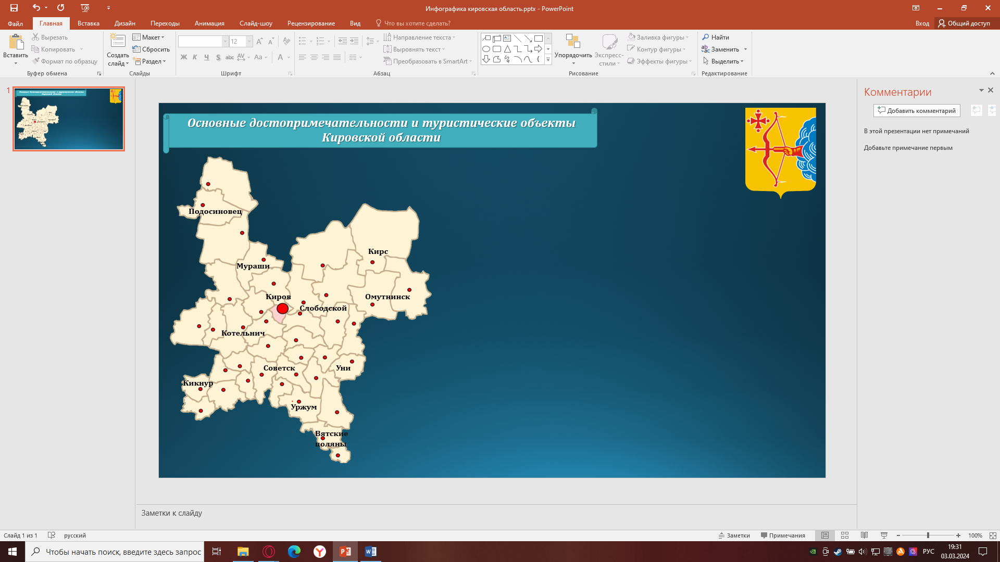 Инфографика кировская область.pptx - PowerPoint
Файл
Главная
Вставка
Дизайн
Переходы
Анимация
Слайд-шоу
Рецензирование
Вид
Что вы хотите сделать?
Вход
Общий доступ
Вставить
Вырезать
Копировать
Формат по образцу
Буфер обмена
Создать
слайд
Макет
Сбросить
Раздел
Слайды
12
Ж К Ч S abc AV Aa А
Шрифт
Направление текста
Выровнять текст
Преобразовать в SmartArt
Абзац
Упорядочить
Экспресс-
стили
Заливка фигуры
Контур фигуры
Эффекты фигуры
Рисование
Найти
Заменить
Выделить
Редактирование
1
Основные достопримечательности и туристические объекты
Кировской области
Подосиновец
Кирс
Мураши
Киров
Омутнинск
Слободской
Котельнич
Советск
Уни
Кикнур
Уржум
Вятские
поляны
Комментарии
Добавить комментарий
В этой презентации нет примечаний
Добавьте примечание первым
Заметки к слайду
Слайд 1 из 1
русский
Заметки
Примечания
100%
Чтобы начать поиск, введите здесь запрос
РУС
19:31
03.03.2024